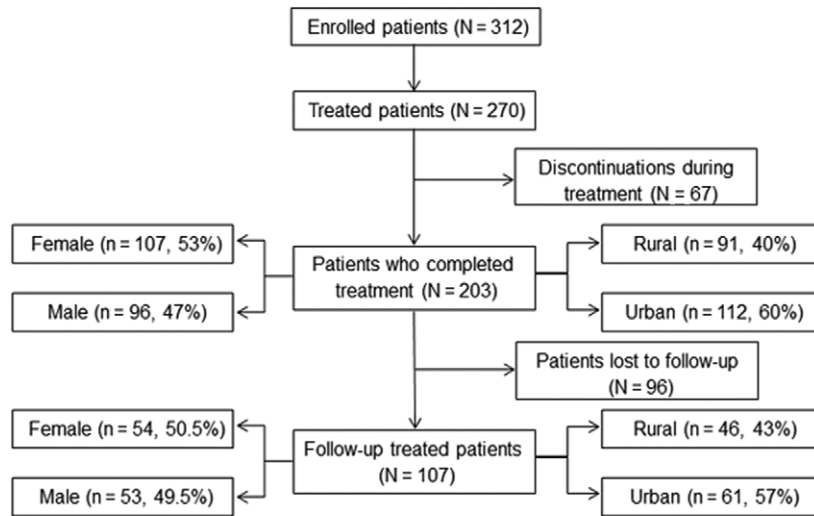 Enrolled patients (N = 312)
Treated patients (N = 270)
Discontinuations during
treatment (N = 67)
Female (n = 107, 53%)
Male (n = 96, 47%)
Patients who completed
treatment (N = 203)
Rural (n = 91, 40%)
Urban (n = 112, 60%)
Patients lost to follow-up
(N = 96)
Female (n = 54, 50.5%)
Male (n = 53, 49.5%)
Follow-up treated patients
(N = 107)
Rural (n = 46, 43%)
Urban (n = 61, 57%)